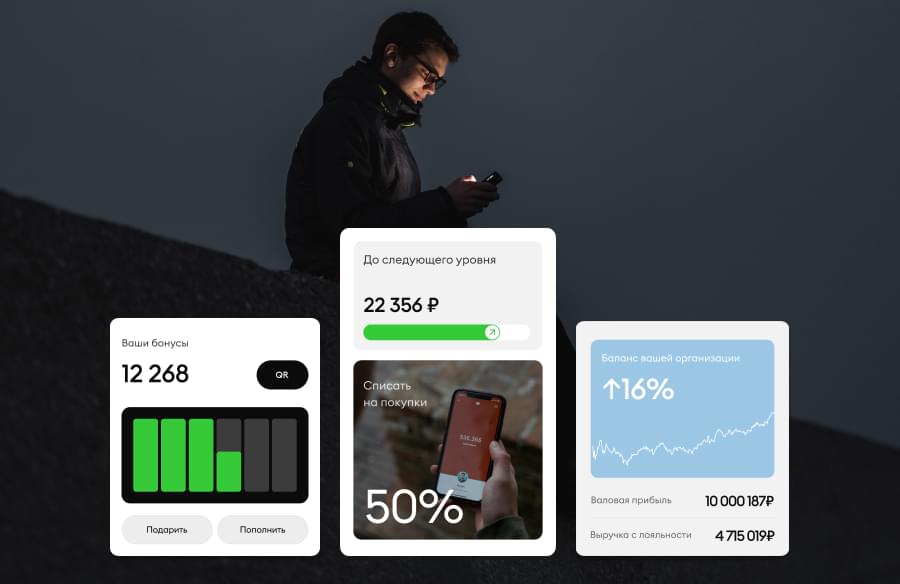 До следующего уровня
22 356 ₽
Ваши бонусы
12 268
QR
Подарить
Пополнить
Списать
на покупки
50%
Баланс вашей организации
↑16%
Валовая прибыль
10 000 187₽
Выручка с лояльности
4 715 019₽